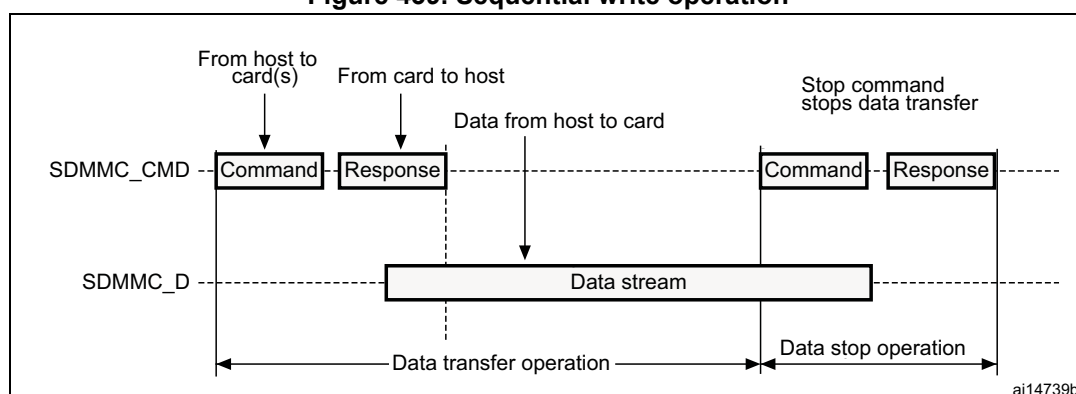 Figure Sequential write operation
From host to
card(s)
From card to host
Stop command
stops data transfer
Data from host to card
SDMMC_CMD
Command
Response
Command
Response
SDMMC_D
Data stream
Data transfer operation
Data stop operation
ai14739b